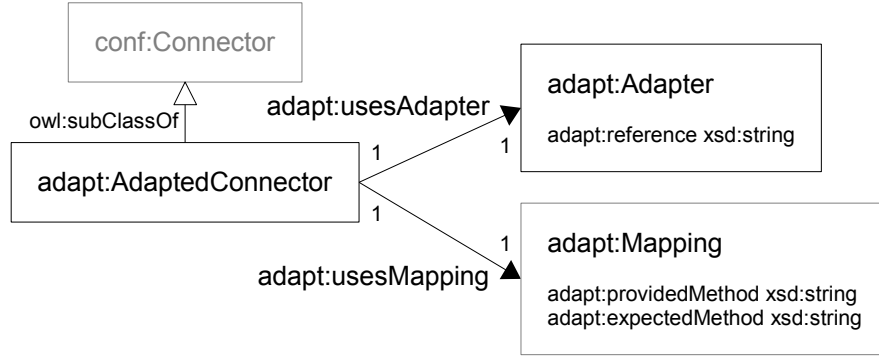 conf:Connector
owl:subClassOf
adapt:AdaptedConnector
adapt:usesAdapter
1
1
adapt:Adapter
adapt:reference xsd:string
1
1
adapt:usesMapping
adapt:Mapping
adapt:providedMethod xsd:string
adapt:expectedMethod xsd:string